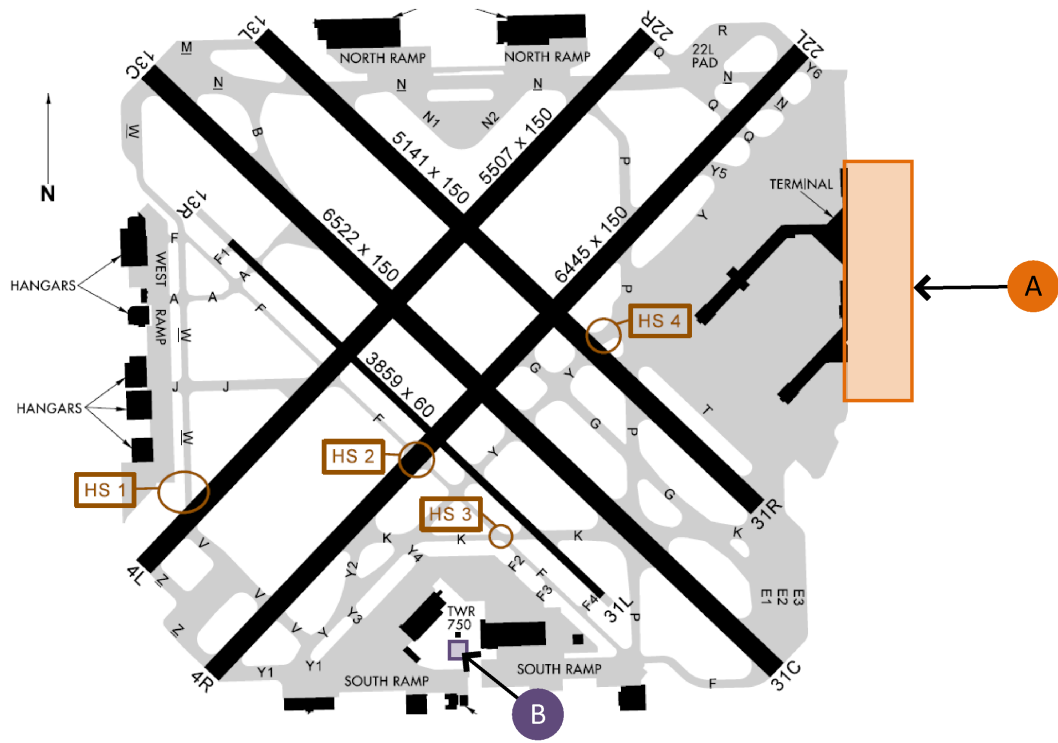 13L
22R
22L
13C
M
NORTH RAMP
NORTH RAMP
Q
R
22L
PAD
Y6
N
N
N
N
N
N1
N2
Q
Q
W
B
5141 x 150
5507 x 150
P
Y5
TERMINAL
N
13R
Y
F
F1
6522 x 150
6445 x 150
WEST
RAMP
HANGARS
A
A
A
F
P
A
W
HS 4
3859 x 60
G
Y
J
J
HANGARS
F
G
P
T
W
HS 2
Y
HS 1
HS 3
G
31R
V
K
K
K
K
4L
Z
Y2
Y4
F2
F
F3
E1
E2
E3
V
Z
V
Y
Y3
TWR
750
F4
31L
P
4R
Y1
Y1
SOUTH RAMP
SOUTH RAMP
F
31C
B